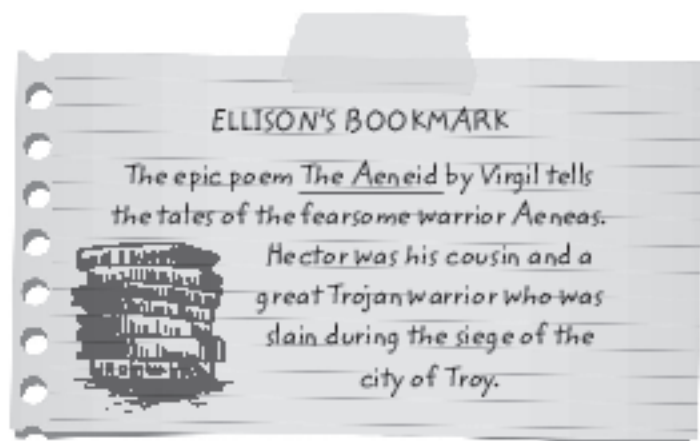 ELLISON'S BOOKMARK
The epic poem The Aeneid by Virgil tells
the tales of the fearsome warrior Aeneas.
Hector was his cousin and a
great Trojan warrior who was
slain during the siege of the
city of Troy.